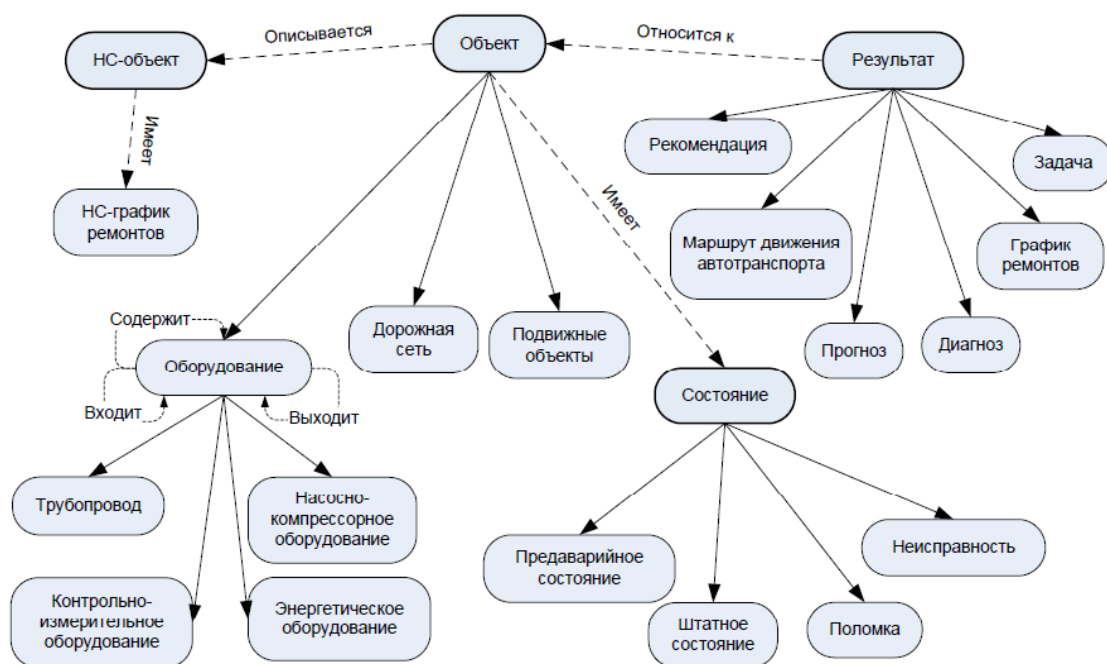 Описывается
Объект
Относится к
НС-объект
Результат
Имеет
Рекомендация
Задача
НС-график
ремонтов
Имеет
Маршрут движения
автотранспорта
График
ремонтов
Содержит
Дорожная
сеть
Подвижные
объекты
Прогноз
Диагноз
Оборудование
Входит
Выходит
Состояние
Трубопровод
Насосно-
компрессорное
оборудование
Предаварийное
состояние
Неисправность
Контрольно-
измерительное
оборудование
Энергетическое
оборудование
Штатное
состояние
Поломка